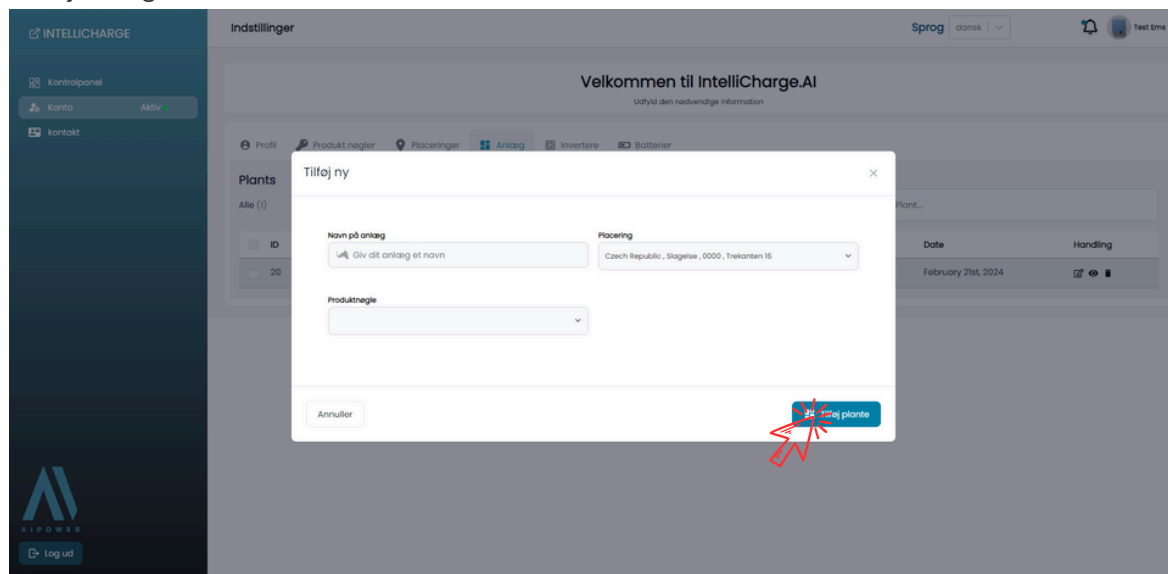 INTELLICHARGE
Indstillinger
Sprog dansk
Test Ema
Kontrolpanel
Konto Aktiv
kontakt
Velkommen til IntelliCharge.AI
Udfyld den nødvendige information
Profil Produkt nøgler Placeringer Anlæg Invertere Batterier
Plants
Alle (1)
Plant...
ID Date Handling
20 February 21st, 2024
Tilføj ny
Navn på anlæg Placering
Giv dit anlæg et navn Czech Republic , Slagelse , 0000 , Trekanten 16
Produktnøgle
Annuller Tilføj plante
AIPOWER
Log ud